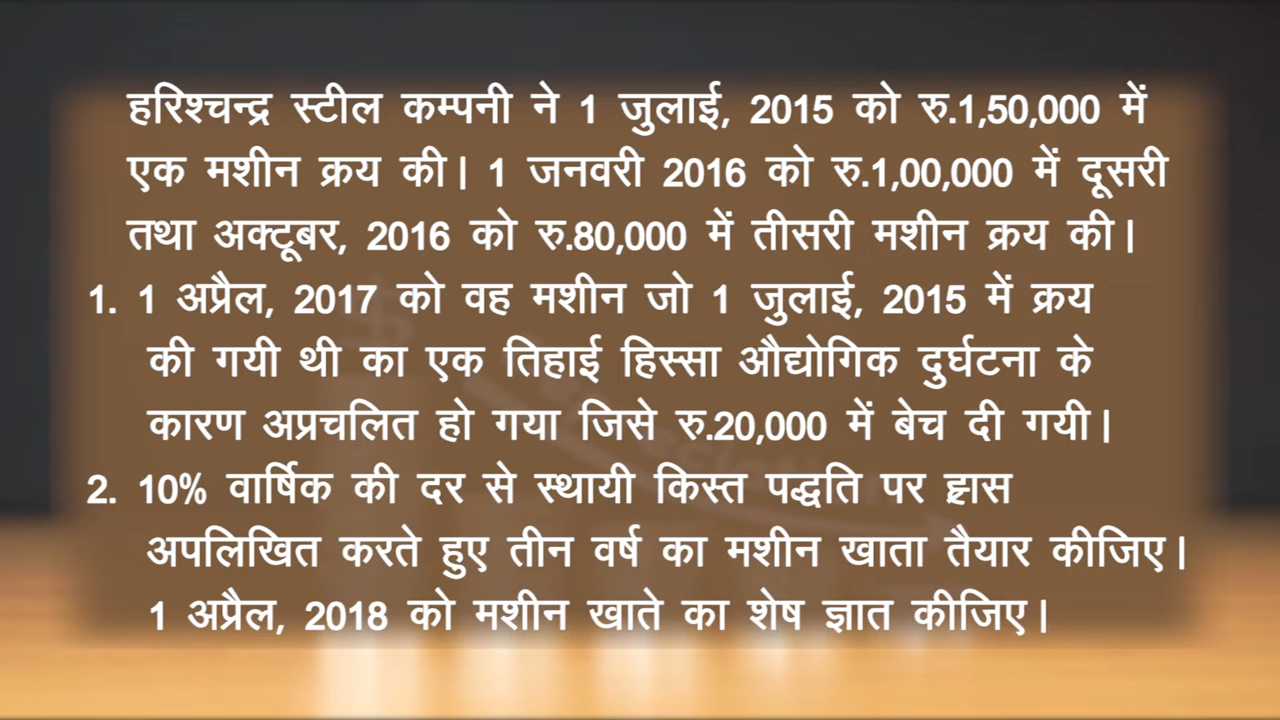 हरिश्चन्द्र स्टील कम्पनी ने 1 जुलाई, 2015 को रु.1,50,000 में
एक मशीन क्रय की। 1 जनवरी 2016 को रु.1,00,000 में दूसरी
तथा अक्टूबर, 2016 को रु.80,000 में तीसरी मशीन क्रय की।
1. 1 अप्रैल, 2017 को वह मशीन जो 1 जुलाई, 2015 में क्रय
की गयी थी का एक तिहाई हिस्सा औद्योगिक दुर्घटना के
कारण अप्रचलित हो गया जिसे रु.20,000 में बेच दी गयी।
2. 10% वार्षिक की दर से स्थायी किस्त पद्धति पर ह्रास
अपलिखित करते हुए तीन वर्ष का मशीन खाता तैयार कीजिए।
1 अप्रैल, 2018 को मशीन खाते का शेष ज्ञात कीजिए।